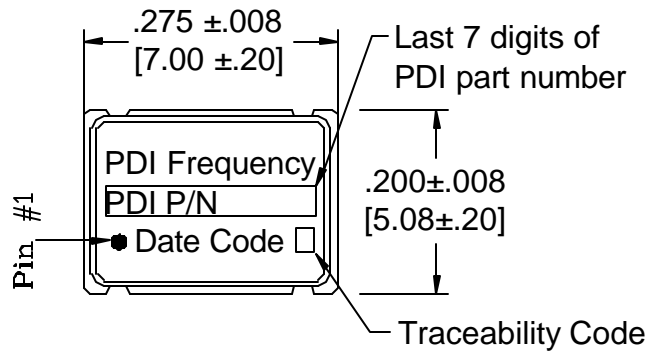 .275 ±.008
[7.00 ±.20]
Last 7 digits of
PDI part number
PDI Frequency
PDI P/N
Date Code
.200±.008
[5.08±.20]
Pin #1
Traceability Code